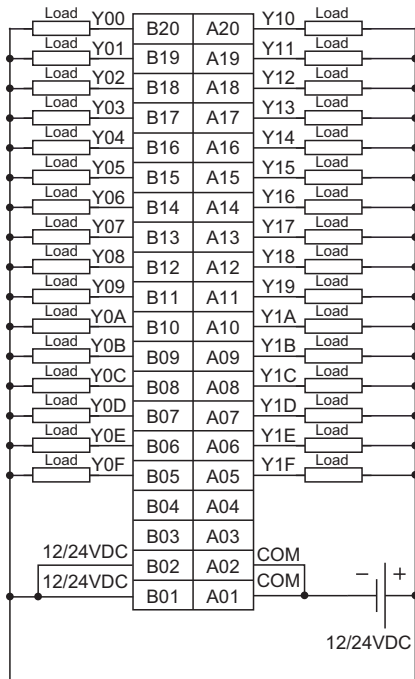 Load Y00 B20 A20 Y10 Load
Load Y01 B19 A19 Y11 Load
Load Y02 B18 A18 Y12 Load
Load Y03 B17 A17 Y13 Load
Load Y04 B16 A16 Y14 Load
Load Y05 B15 A15 Y15 Load
Load Y06 B14 A14 Y16 Load
Load Y07 B13 A13 Y17 Load
Load Y08 B12 A12 Y18 Load
Load Y09 B11 A11 Y19 Load
Load Y0A B10 A10 Y1A Load
Load Y0B B09 A09 Y1B Load
Load Y0C B08 A08 Y1C Load
Load Y0D B07 A07 Y1D Load
Load Y0E B06 A06 Y1E Load
Load Y0F B05 A05 Y1F Load
B04 A04
B03 A03
12/24VDC B02 A02 COM
12/24VDC B01 A01 COM − +
12/24VDC